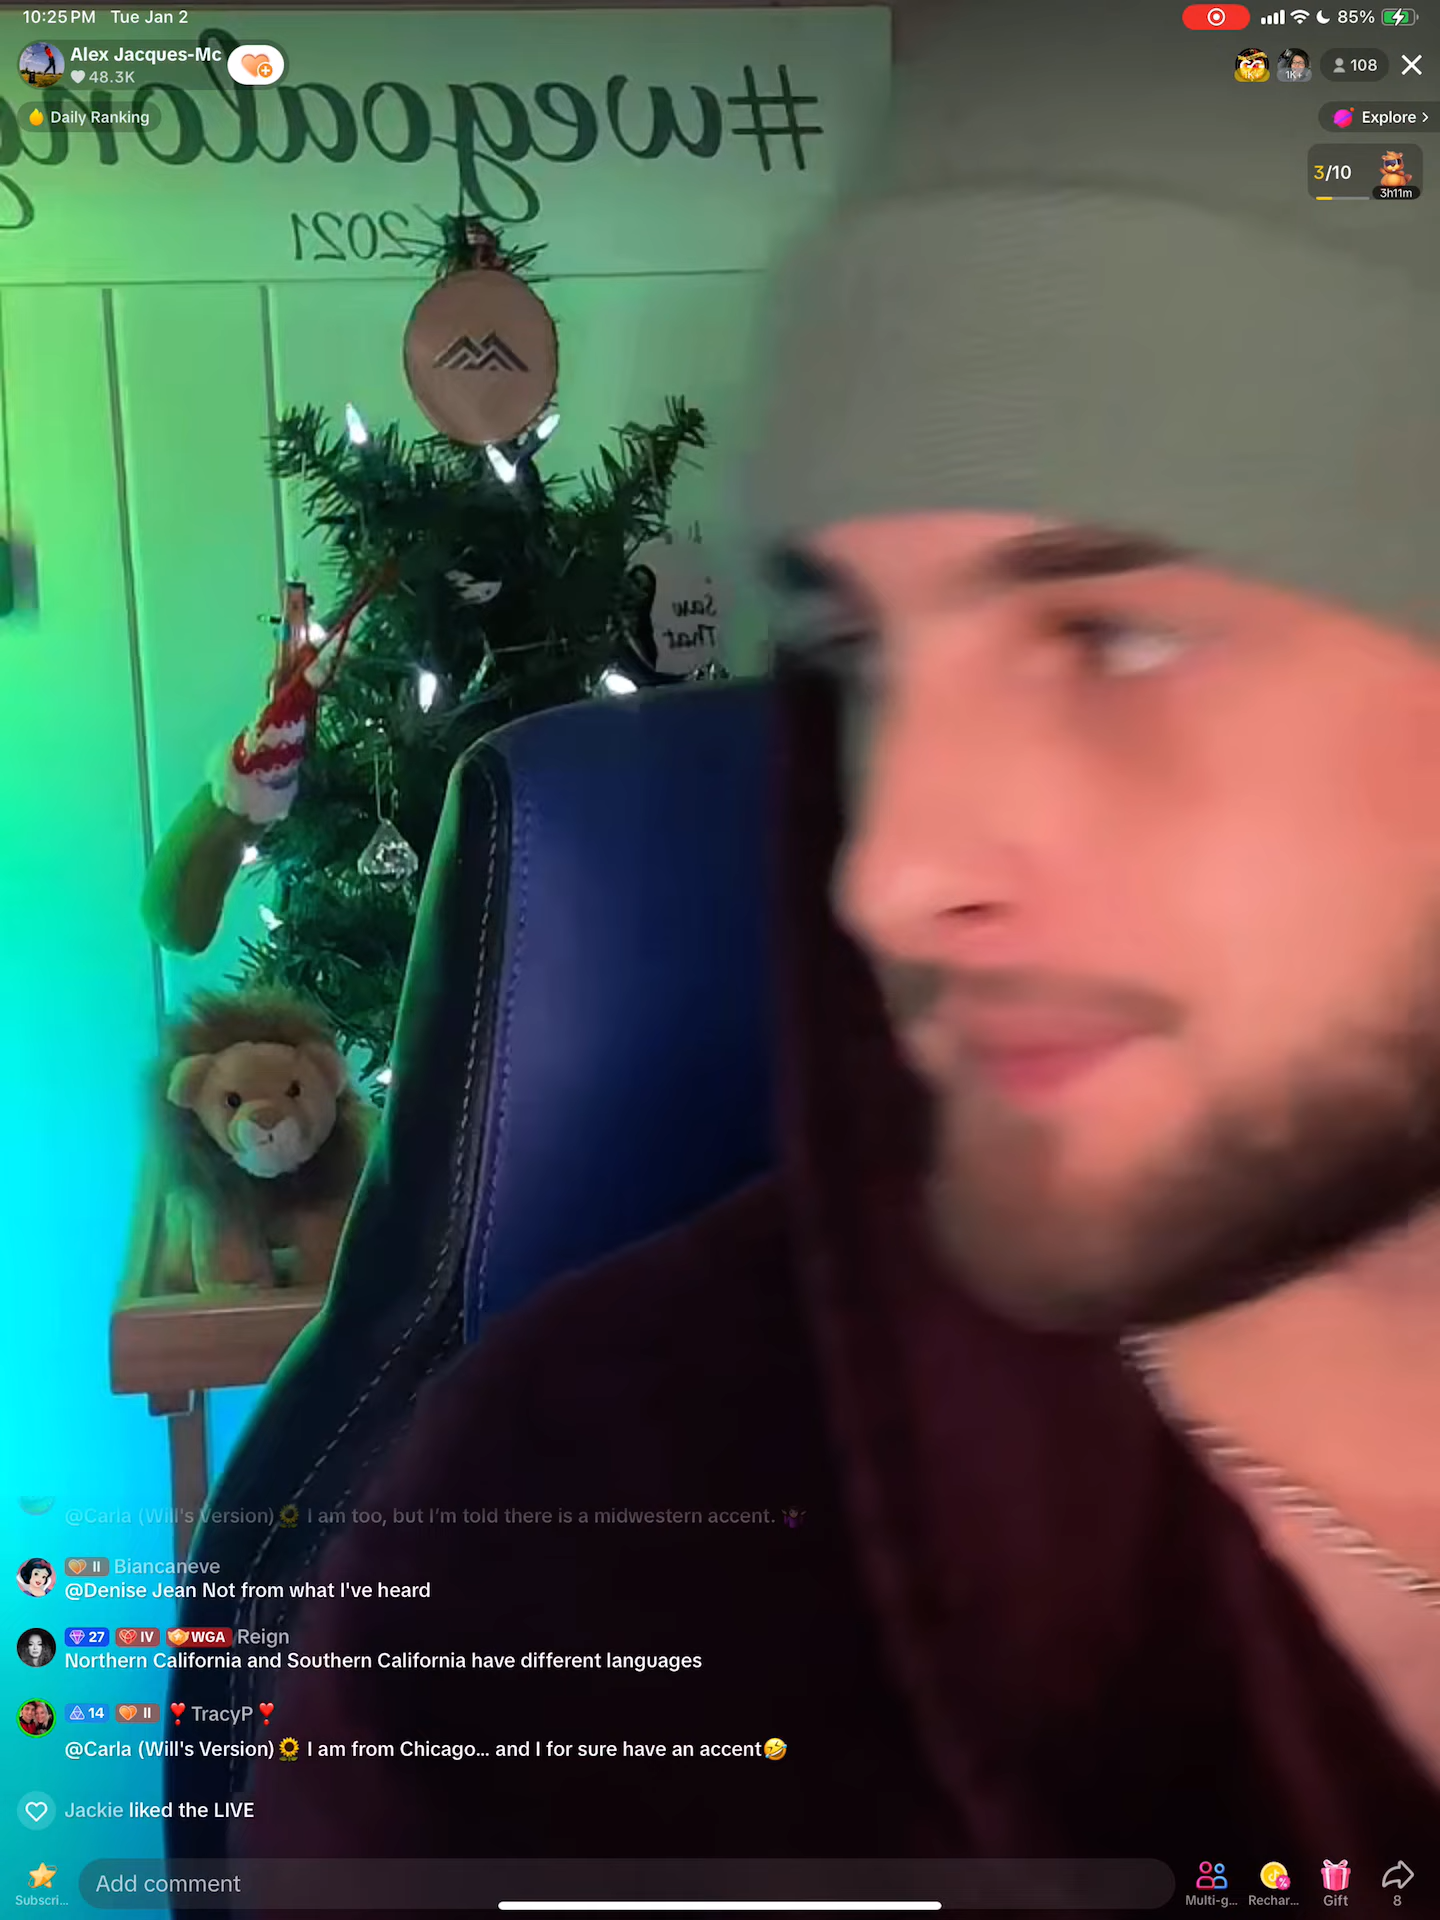 10:25 PM Tue Jan 2
85%
Alex Jacques-Mc
48.3K
1K+
1K+
108
Daily Ranking
Explore >
#wegoalong
2021
3/10
3h11m
Saw
That
@Carla (Will's Version)🌻 I am too, but I'm told there is a midwestern accent. 🤷🏽‍♀️
II Biancaneve
@Denise Jean Not from what I've heard
27 IV WGA Reign
Northern California and Southern California have different languages
14 II ❣️TracyP❣️
@Carla (Will's Version)🌻 I am from Chicago... and I for sure have an accent🤣
Jackie liked the LIVE
Add comment
Subscri...
Multi-g...
Rechar...
Gift
8